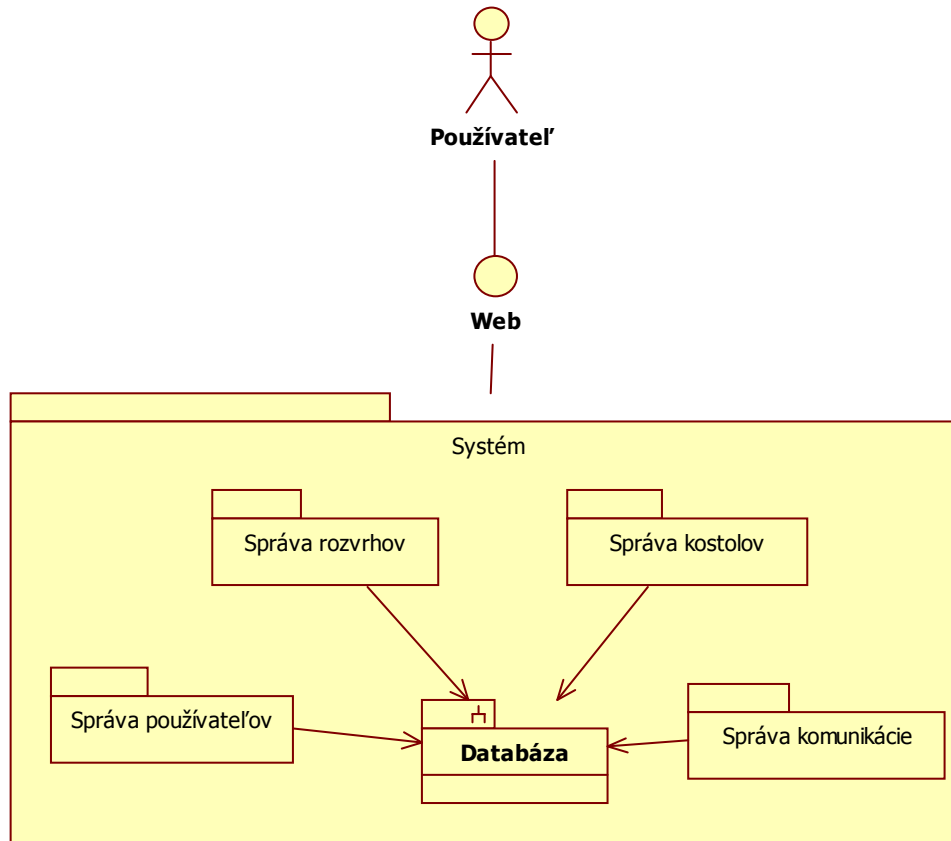 Používateľ
Web
Systém
Správa rozvrhov
Správa kostolov
Správa používateľov
Databáza
Správa komunikácie